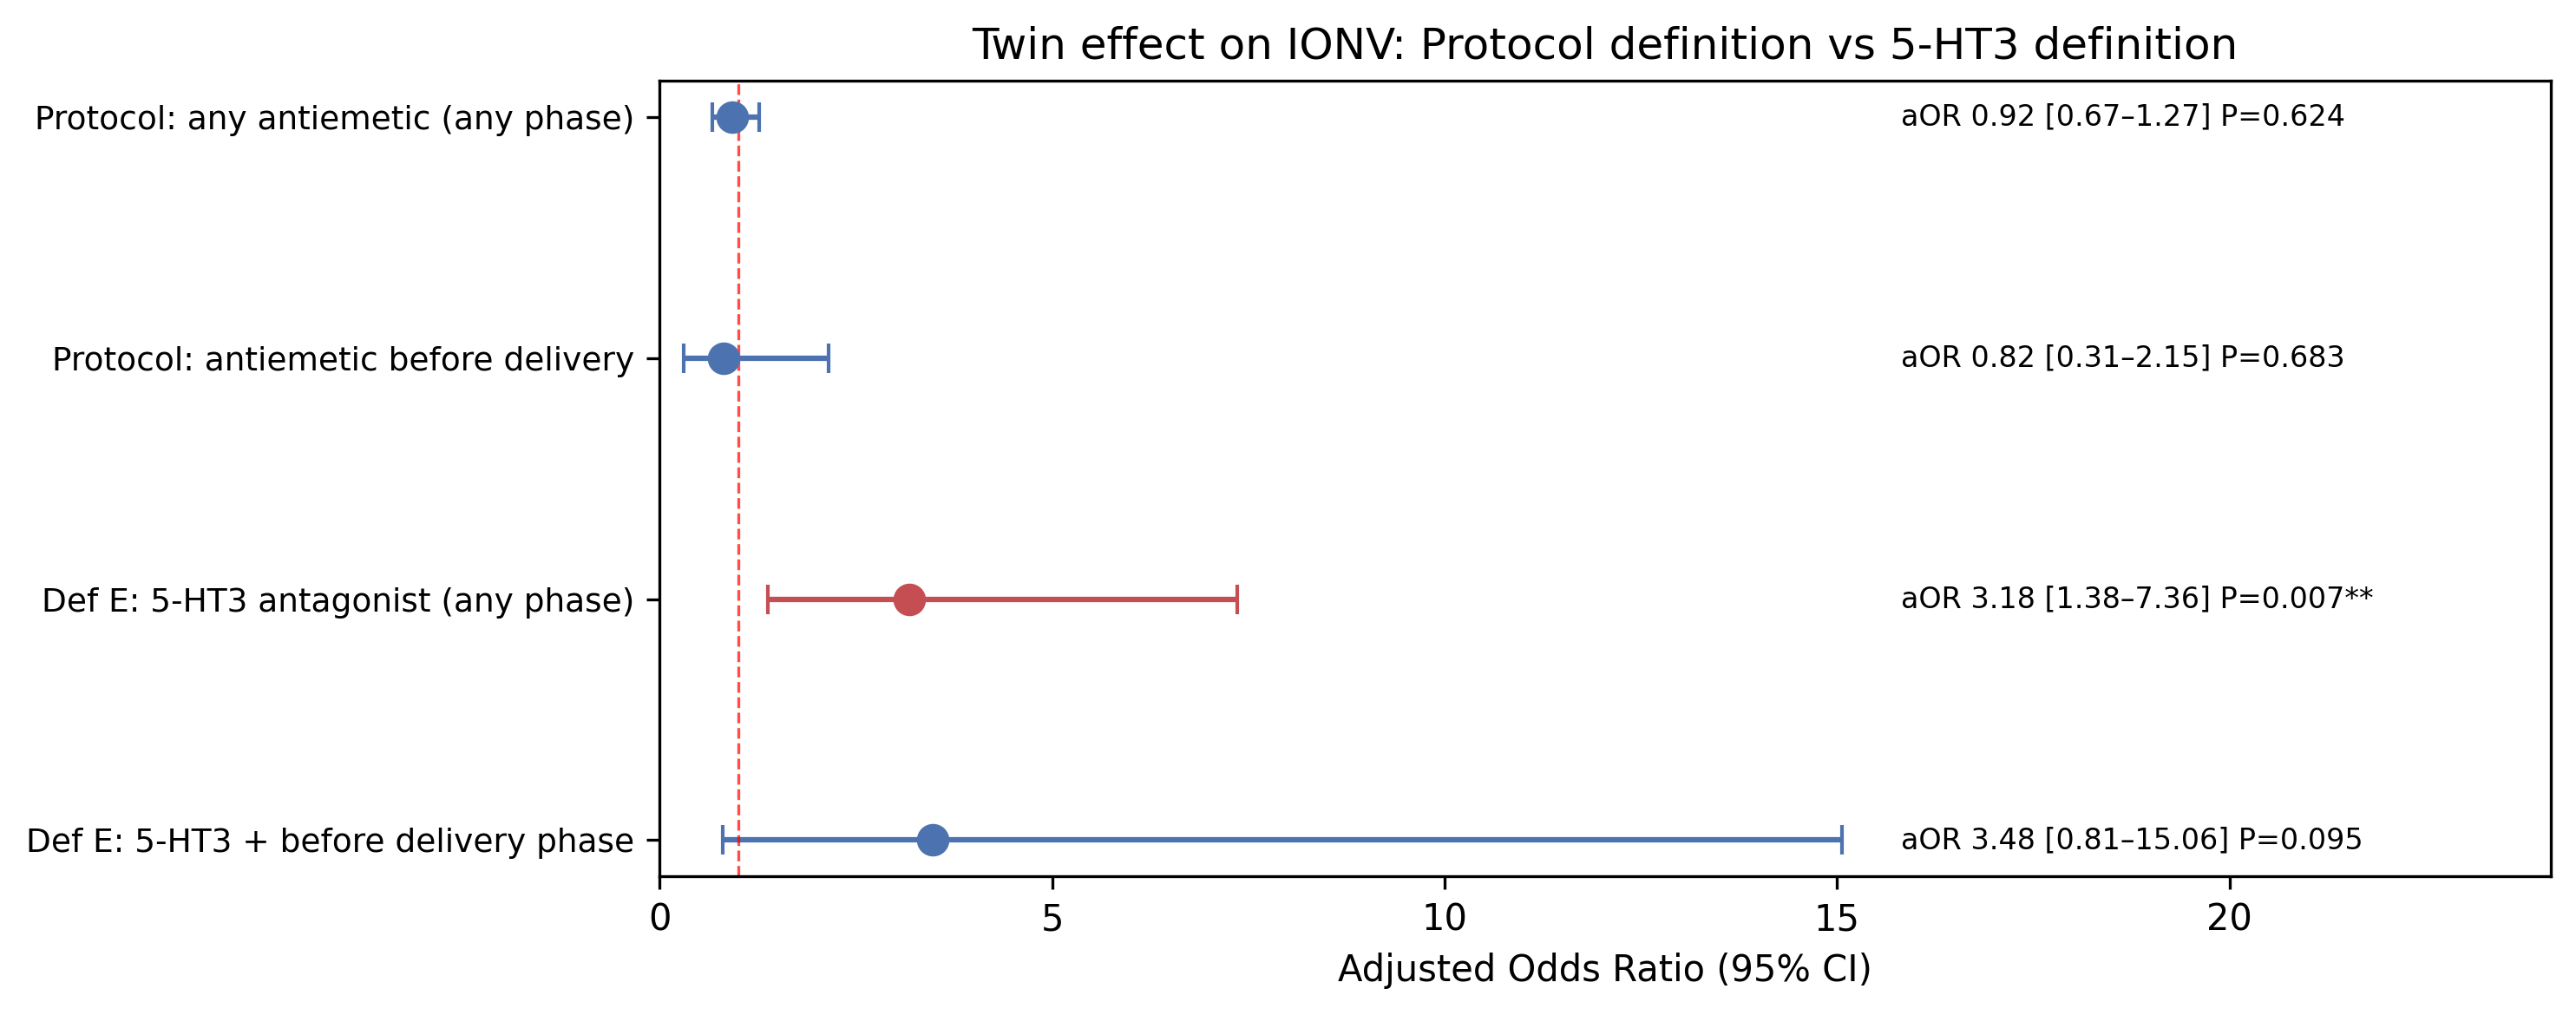 Twin effect on IONV: Protocol definition vs 5-HT3 definition
Protocol: any antiemetic (any phase)
aOR 0.92 [0.67–1.27] P=0.624
Protocol: antiemetic before delivery
aOR 0.82 [0.31–2.15] P=0.683
Def E: 5-HT3 antagonist (any phase)
aOR 3.18 [1.38–7.36] P=0.007**
Def E: 5-HT3 + before delivery phase
aOR 3.48 [0.81–15.06] P=0.095
0 5 10 15 20
Adjusted Odds Ratio (95% CI)